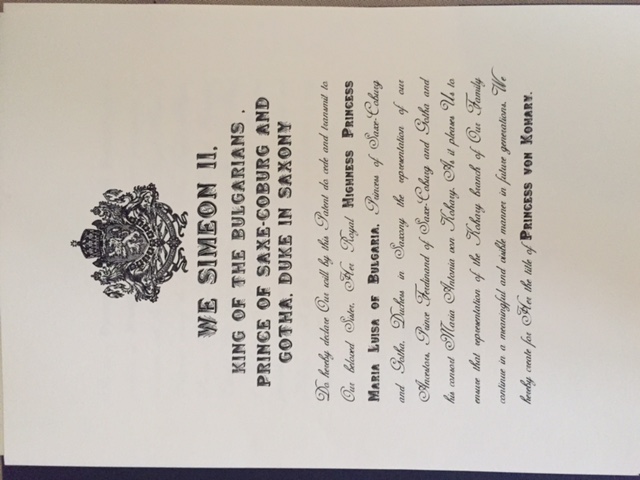 WE SIMEON II,
KING OF THE BULGARIANS,
PRINCE OF SAXE-COBURG AND
GOTHA, DUKE IN SAXONY
Do hereby declare Our will by this Patent do cede and transmit to
Our beloved Sister, Her Royal HIGHNESS PRINCESS
MARIA LUISA OF BULGARIA, Princess of Saxe-Coburg
and Gotha, Duchess in Saxony the representation of our
Ancestors, Prince Ferdinand of Saxe-Coburg and Gotha and
his consort Maria Antonia von Kohary. As it pleases Us to
ensure that representation of the Kohary branch of Our Family
continue in a meaningful and visible manner in future generations, We
hereby create for Her the title of PRINCESS VON KOHARY.